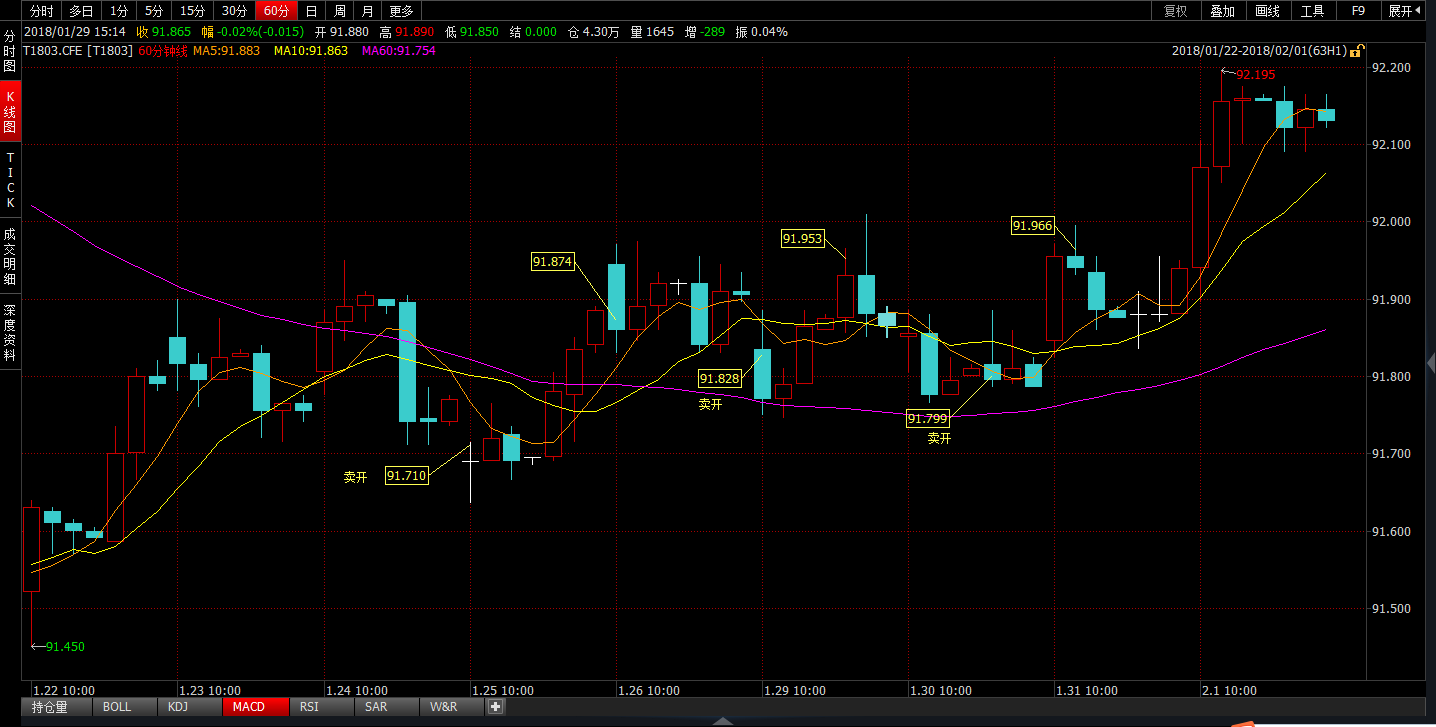 分时 多日 1分 5分 15分 30分 60分 日 周 月 更多 复权 叠加 画线 工具 F9 展开
2018/01/29 15:14 收 91.865 幅 -0.02%(-0.015) 开 91.880 高 91.890 低 91.850 结 0.000 仓 4.30万 量 1645 增 -289 振 0.04%
T1803.CFE [T1803] 60分钟线 MA5:91.883 MA10:91.863 MA60:91.754 2018/01/22-2018/02/01(63H1)
分时图
K线图
TICK
成交明细
深度资料
92.200
92.195
92.100
92.000
91.966
91.953
91.874
91.900
91.828
91.800
卖开
91.799
卖开
91.700
卖开 91.710
91.600
91.500
91.450
1.22 10:00 1.23 10:00 1.24 10:00 1.25 10:00 1.26 10:00 1.29 10:00 1.30 10:00 1.31 10:00 2.1 10:00
持仓量 BOLL KDJ MACD RSI SAR W&R